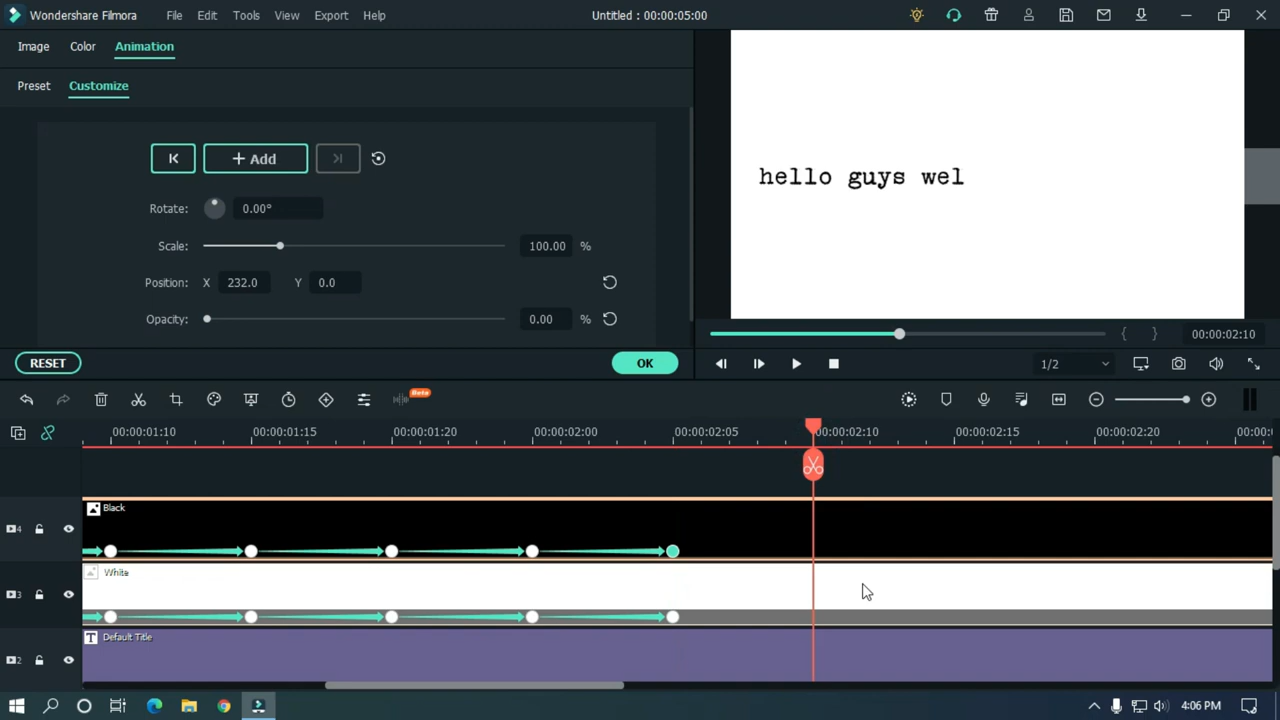 Wondershare Filmora File Edit Tools View Export Help Untitled : 00:00:05:00
Image Color Animation
Preset Customize
+ Add
Rotate: 0.00°
Scale: 100.00 %
Position: X 232.0 Y 0.0
Opacity: 0.00 %
RESET OK
hello guys wel
{ } 00:00:02:10
1/2
Beta
00:00:01:10 00:00:01:15 00:00:01:20 00:00:02:00 00:00:02:05 00:00:02:10 00:00:02:15 00:00:02:20
4 Black
3 White
2 T Default Title
4:06 PM